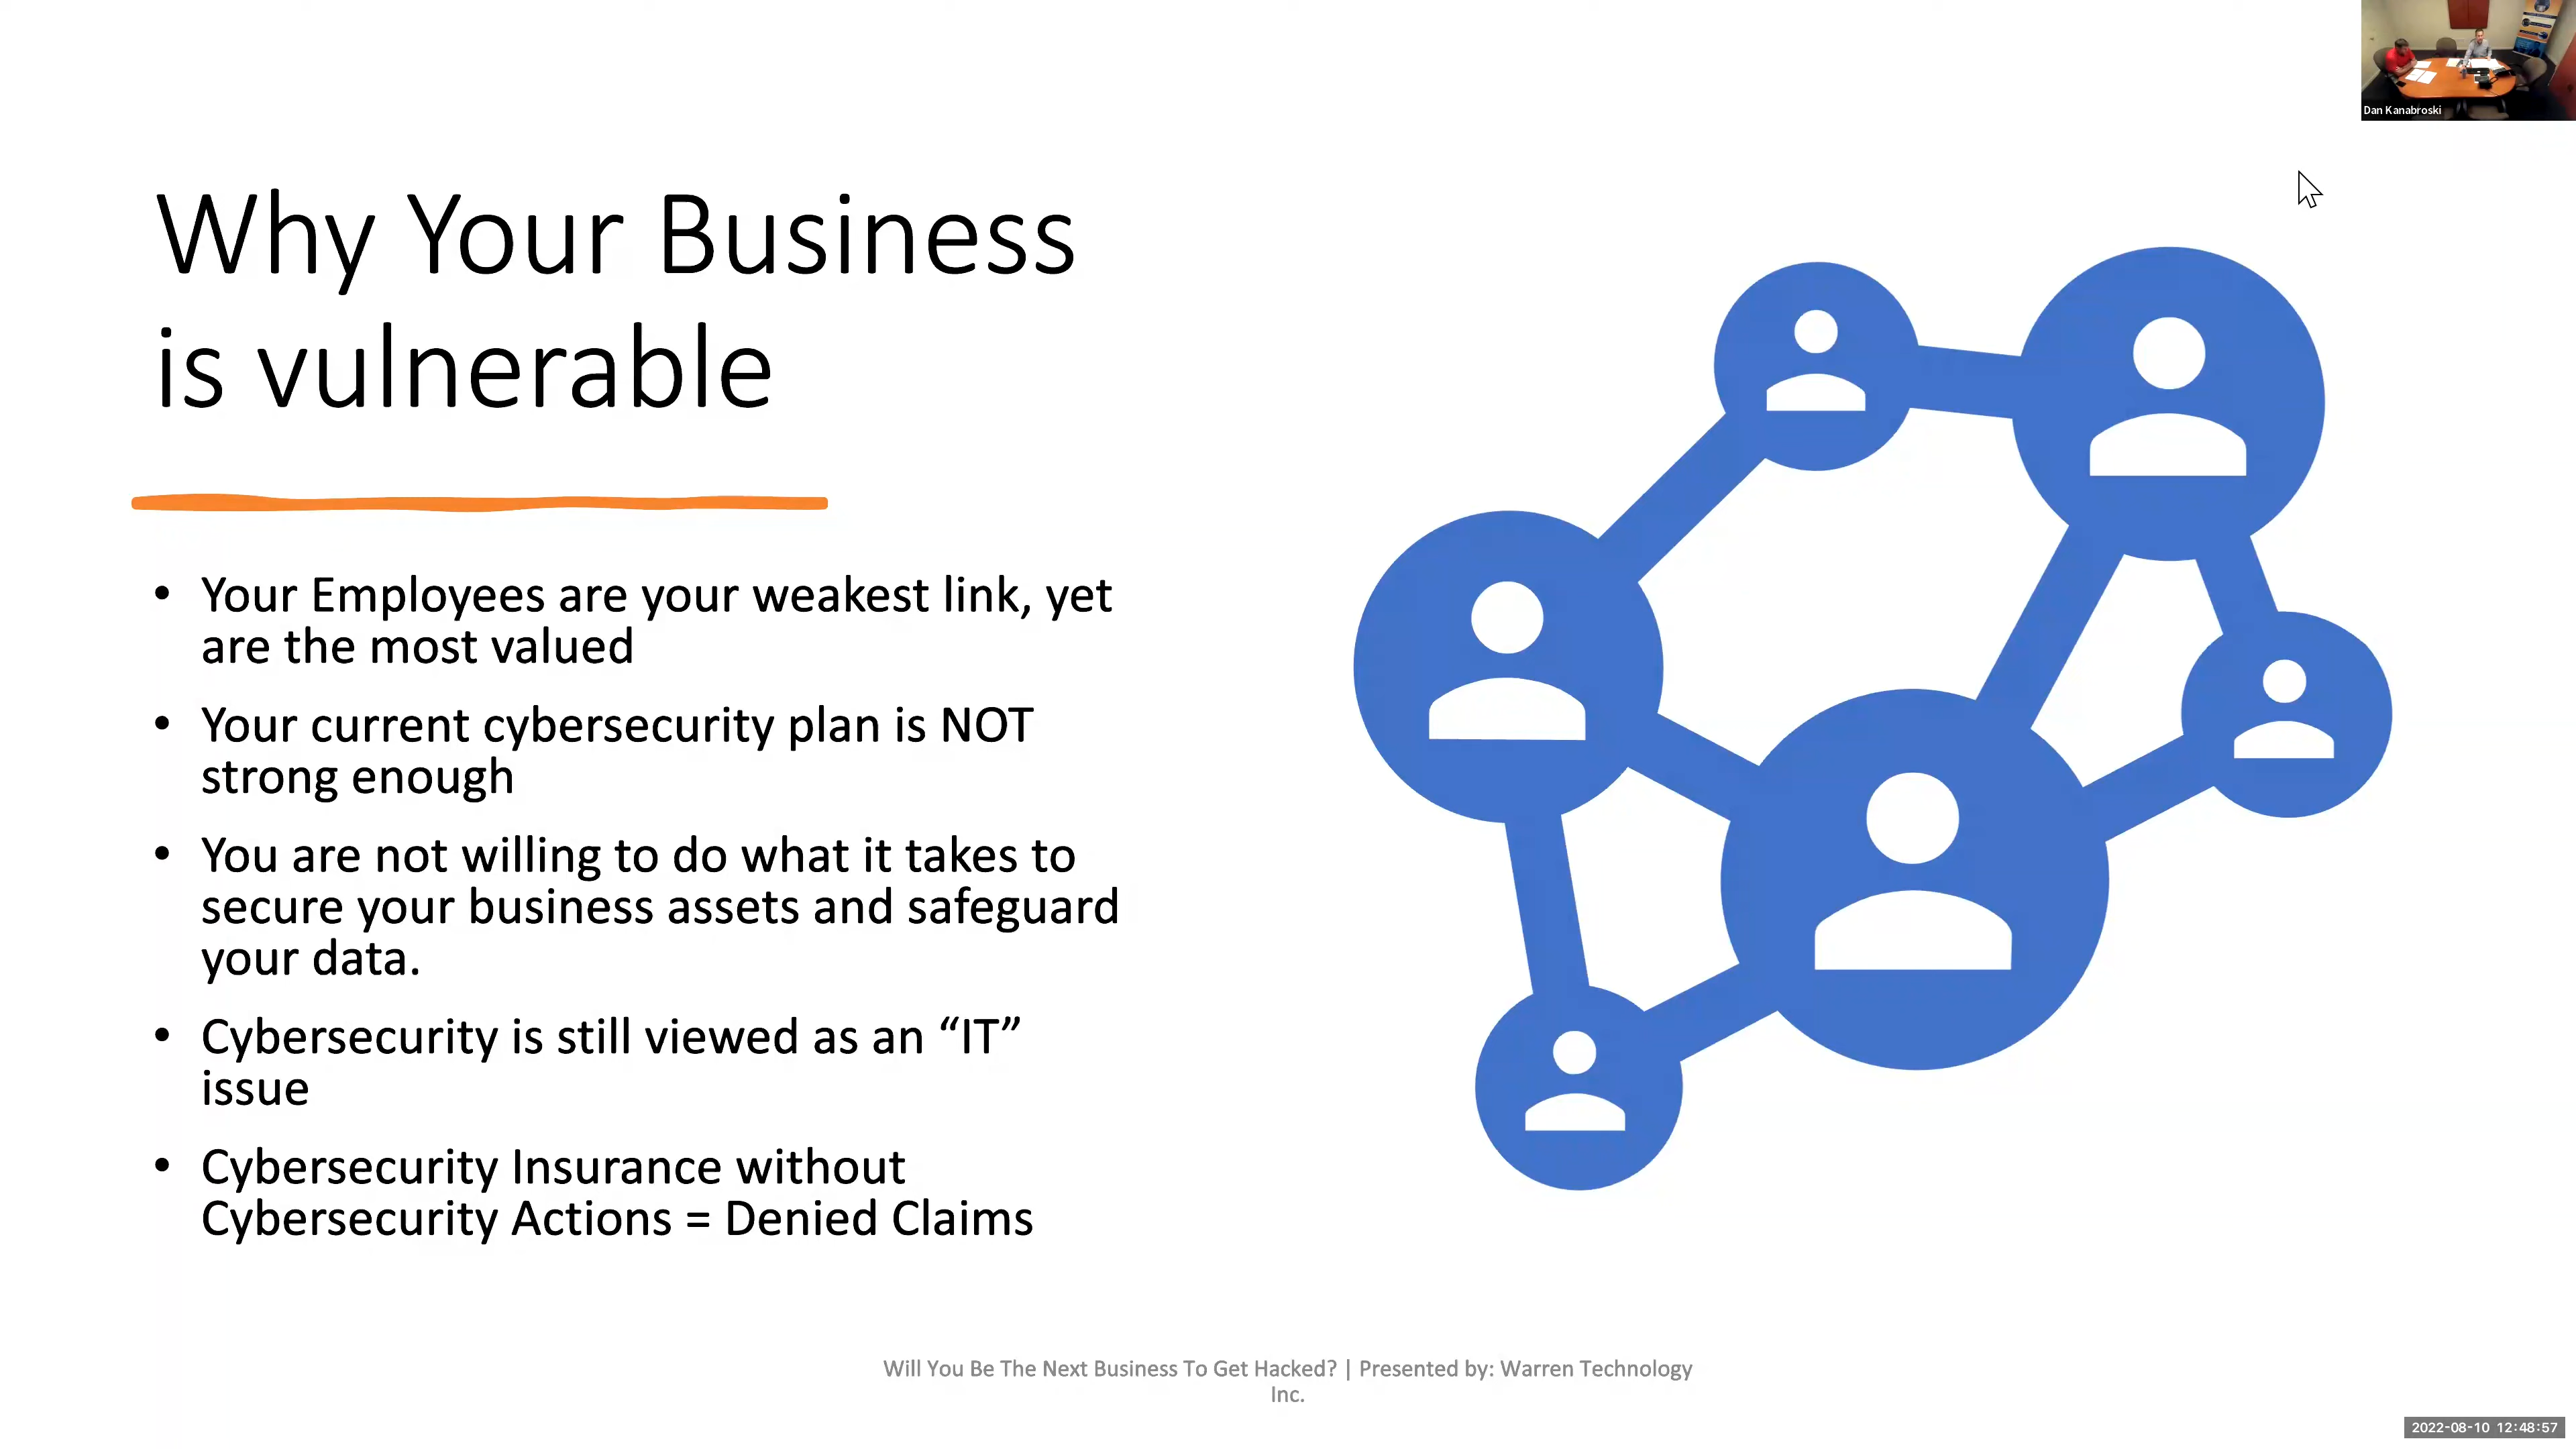 Dan Kanabroski
Why Your Business
is vulnerable
• Your Employees are your weakest link, yet
are the most valued
• Your current cybersecurity plan is NOT
strong enough
• You are not willing to do what it takes to
secure your business assets and safeguard
your data.
• Cybersecurity is still viewed as an “IT”
issue
• Cybersecurity Insurance without
Cybersecurity Actions = Denied Claims
Will You Be The Next Business To Get Hacked? | Presented by: Warren Technology
Inc.
2022-08-10 12:48:57